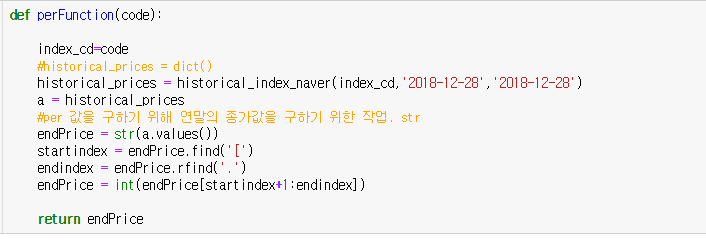 def perFunction(code):
index_cd=code
#historical_prices = dict()
historical_prices = historical_index_naver(index_cd,'2018-12-28','2018-12-28')
a = historical_prices
#per 값을 구하기 위해 연말의 종가값을 구하기 위한 작업. str
endPrice = str(a.values())
startindex = endPrice.find('[')
endindex = endPrice.rfind('.')
endPrice = int(endPrice[startindex+1:endindex])
return endPrice